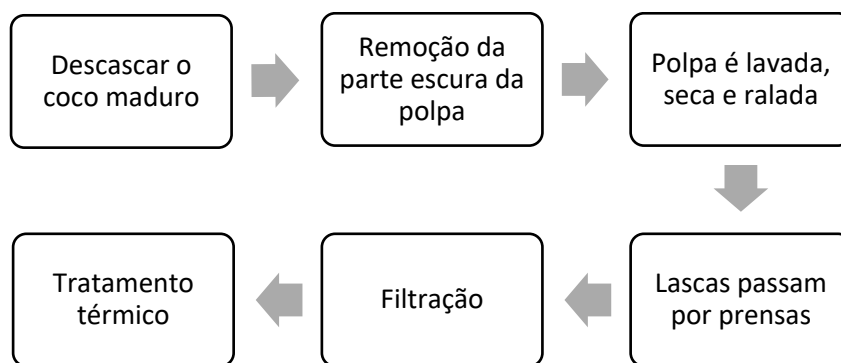 Descascar o
coco maduro
Remoção da
parte escura da
polpa
Polpa é lavada,
seca e ralada
Lascas passam
por prensas
Filtração
Tratamento
térmico